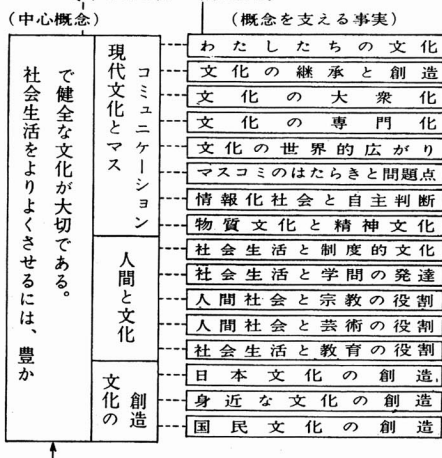 (中心概念)
(概念を支える事実)
社会生活をよりよくさせるには、豊か
で健全な文化が大切である。
現代文化とマス
コミュニケーション
人間と文化
文化の
創造
わたしたちの文化
文化の継承と創造
文化の大衆化
文化の専門化
文化の世界的広がり
マスコミのはたらきと問題点
情報化社会と自主判断
物質文化と精神文化
社会生活と制度的文化
社会生活と学問の発達
人間社会と宗教の役割
人間社会と芸術の役割
社会生活と教育の役割
日本文化の創造
身近な文化の創造
国民文化の創造